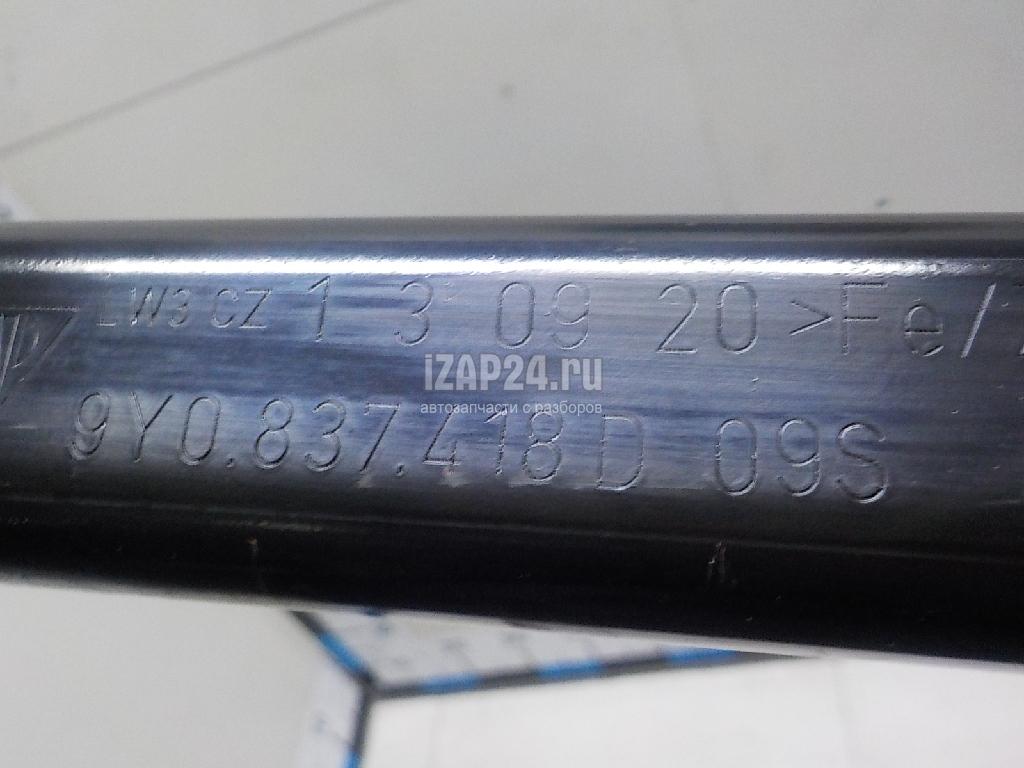 LW3 CZ 1 3 09 20 >Fe/
iZAP24.ru
автозапчасти с разборов
9Y0.837.418 D 09S